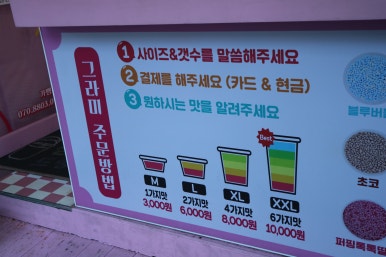 그라미 주문방법
1 사이즈&갯수를 말씀해주세요
2 결제를 해주세요 (카드 & 현금)
3 원하시는 맛을 알려주세요
Best
M
1가지맛
3,000원
L
2가지맛
6,000원
XL
4가지맛
8,000원
XXL
6가지맛
10,000원
블루버
초코
010.8803.0